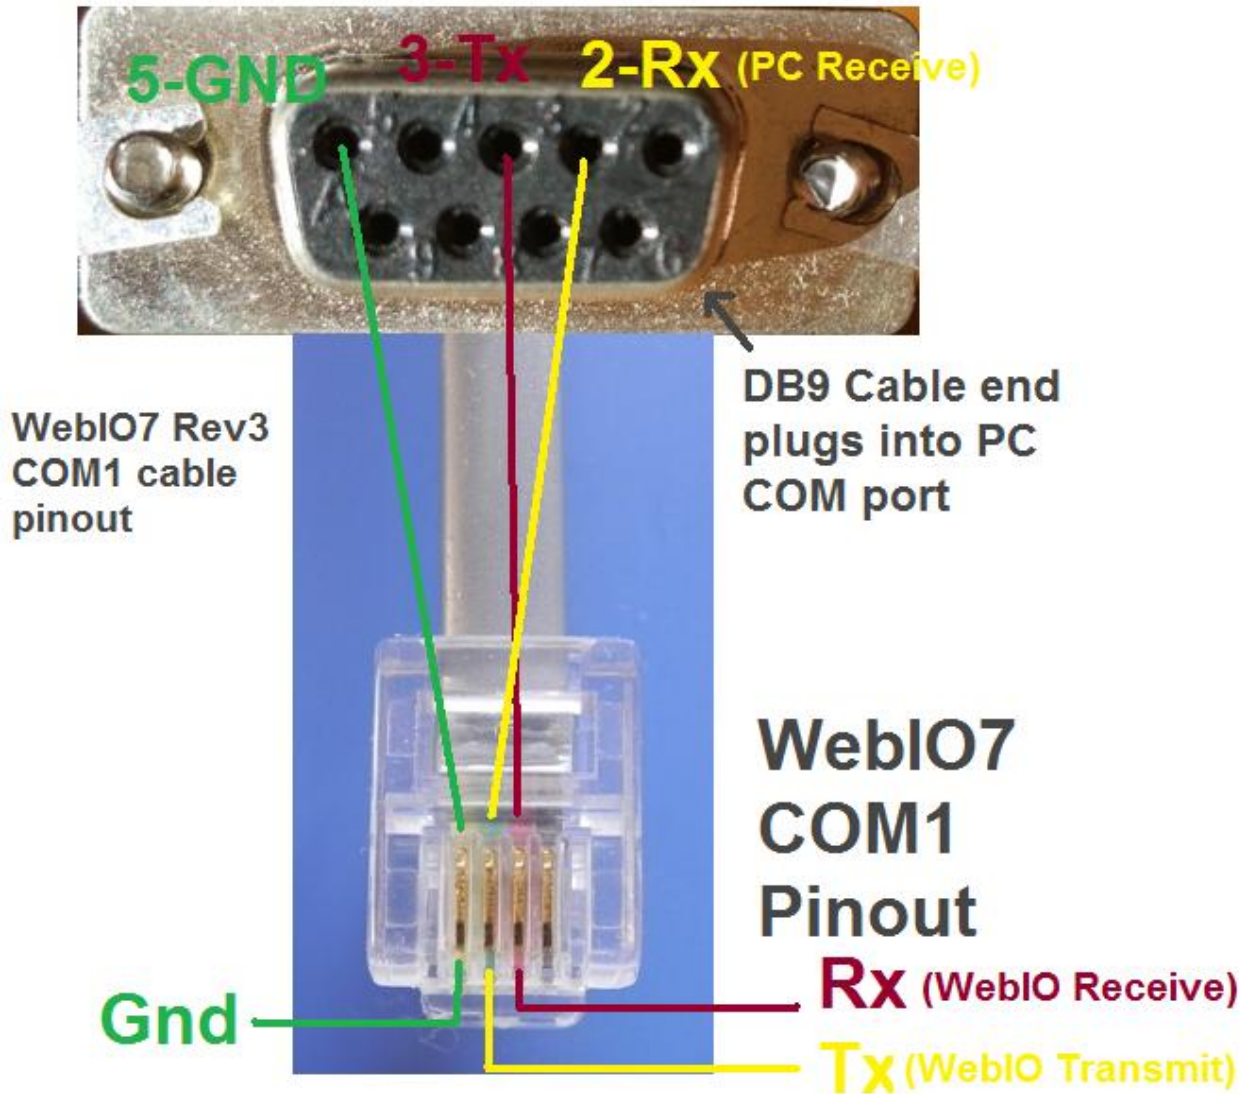 5-GND 3-Tx 2-Rx (PC Receive)
WebIO7 Rev3
COM1 cable
pinout
DB9 Cable end
plugs into PC
COM port
WebIO7
COM1
Pinout
Gnd
Rx (WebIO Receive)
Tx (WebIO Transmit)